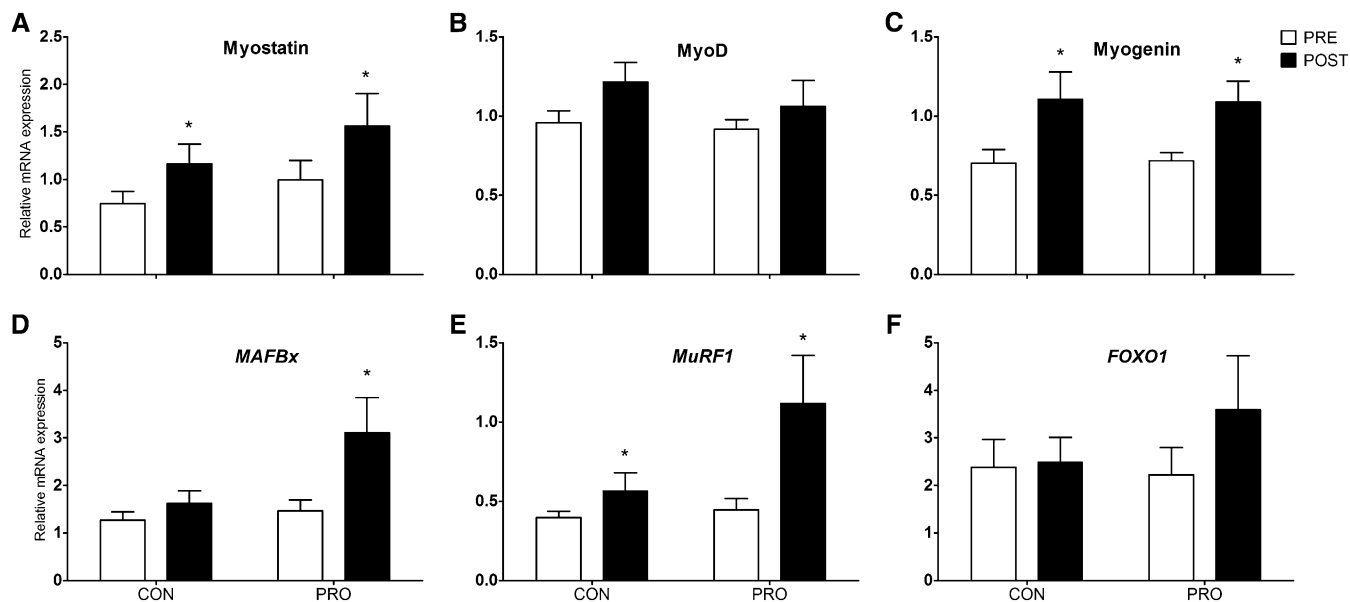 A
Myostatin
Relative mRNA expression
2.5
2.0
1.5
1.0
0.5
0.0
*
*
B
MyoD
1.5
1.0
0.5
0.0
C
Myogenin
1.5
1.0
0.5
0.0
*
*
PRE
POST
D
MAFBx
Relative mRNA expression
5
4
3
2
1
0
*
CON
PRO
E
MuRF1
1.5
1.0
0.5
0.0
*
*
CON
PRO
F
FOXO1
5
4
3
2
1
0
CON
PRO